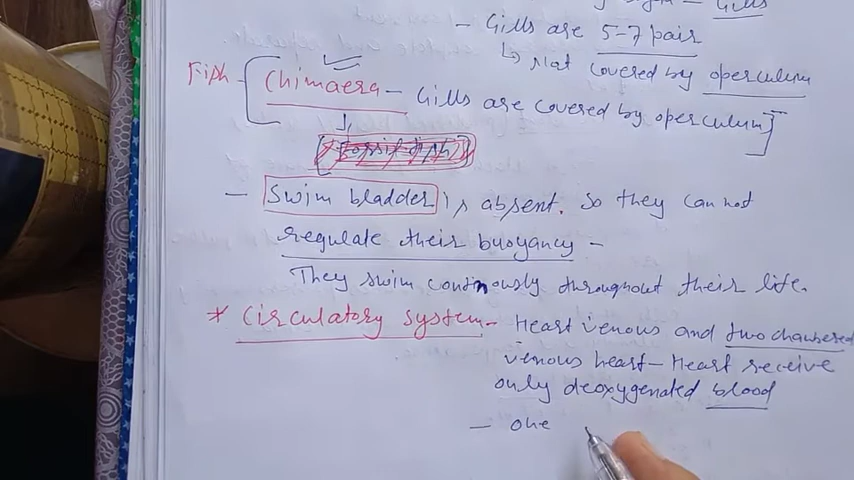 Gills
- Gills are 5-7 pair
↳ Not covered by operculum
Fish - [Chimaera - Gills are covered by operculum]
- Swim bladder is absent. So they can not
regulate their buoyancy -
They swim continously throughout their life.
* Circulatory system - Heart venous and two chambered
venous heart - Heart receive
only deoxygenated blood
- one